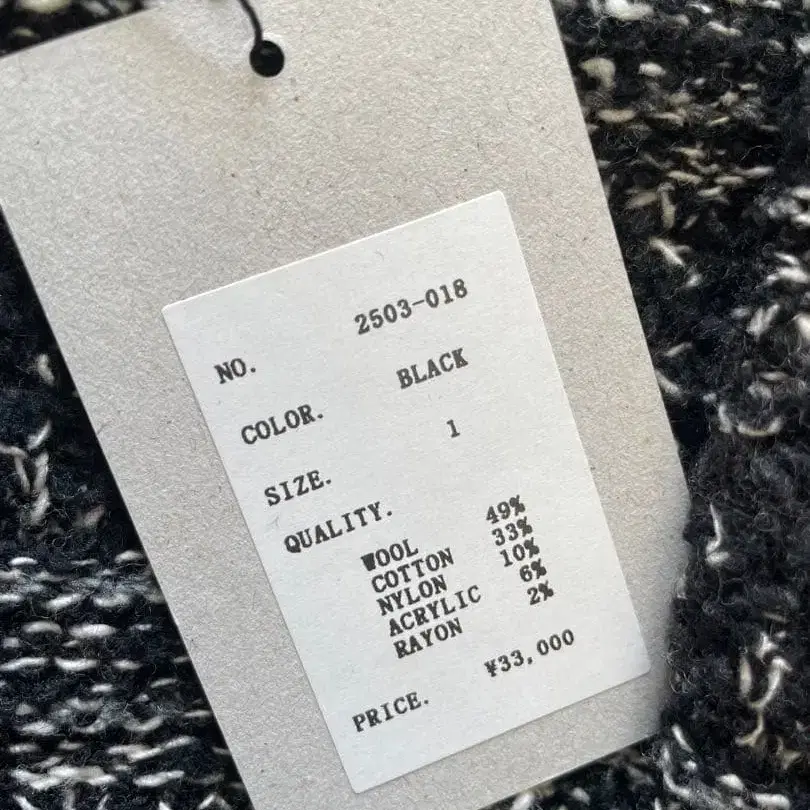 NO. 2503-018
COLOR. BLACK
SIZE. 1
QUALITY.
WOOL 49%
COTTON 33%
NYLON 10%
ACRYLIC 6%
RAYON 2%
PRICE. ¥33,000